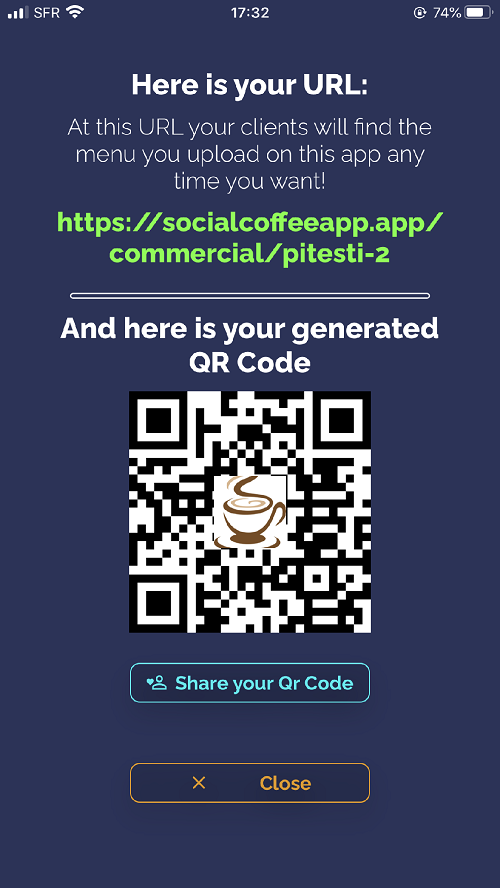 SFR 17:32 74%
Here is your URL:
At this URL your clients will find the
menu you upload on this app any
time you want!
https://socialcoffeeapp.app/
commercial/pitesti-2
And here is your generated
QR Code
Share your Qr Code
Close